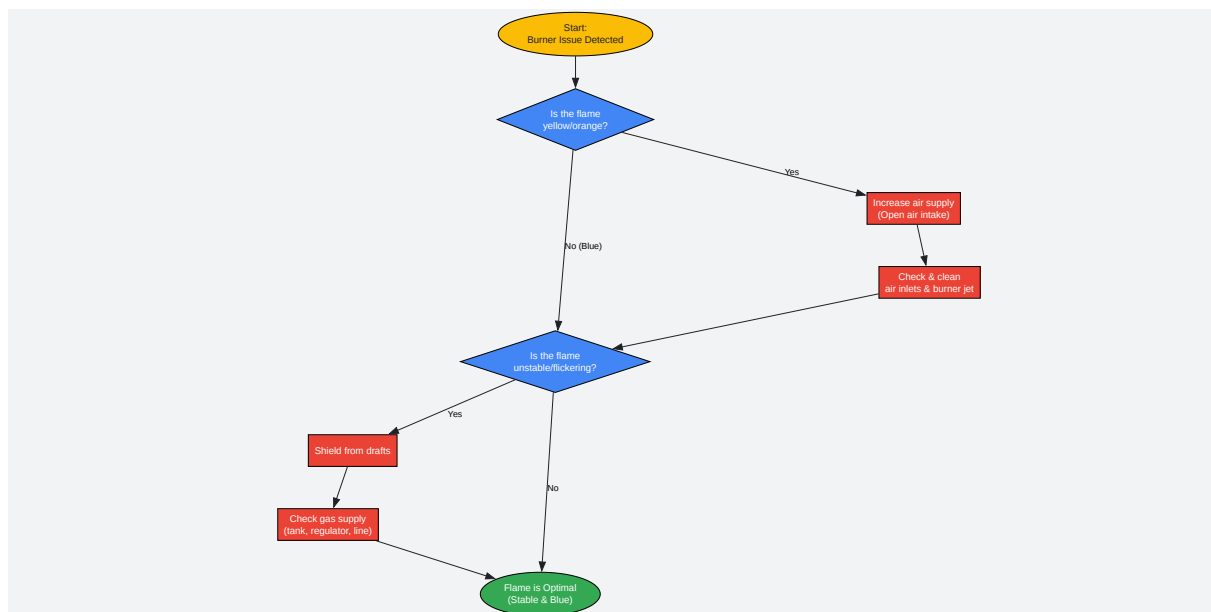 Start:
Burner Issue Detected
Is the flame
yellow/orange?
Yes
Increase air supply
(Open air intake)
No (Blue)
Check & clean
air inlets & burner jet
Is the flame
unstable/flickering?
Yes
Shield from drafts
No
Check gas supply
(tank, regulator, line)
Flame is Optimal
(Stable & Blue)